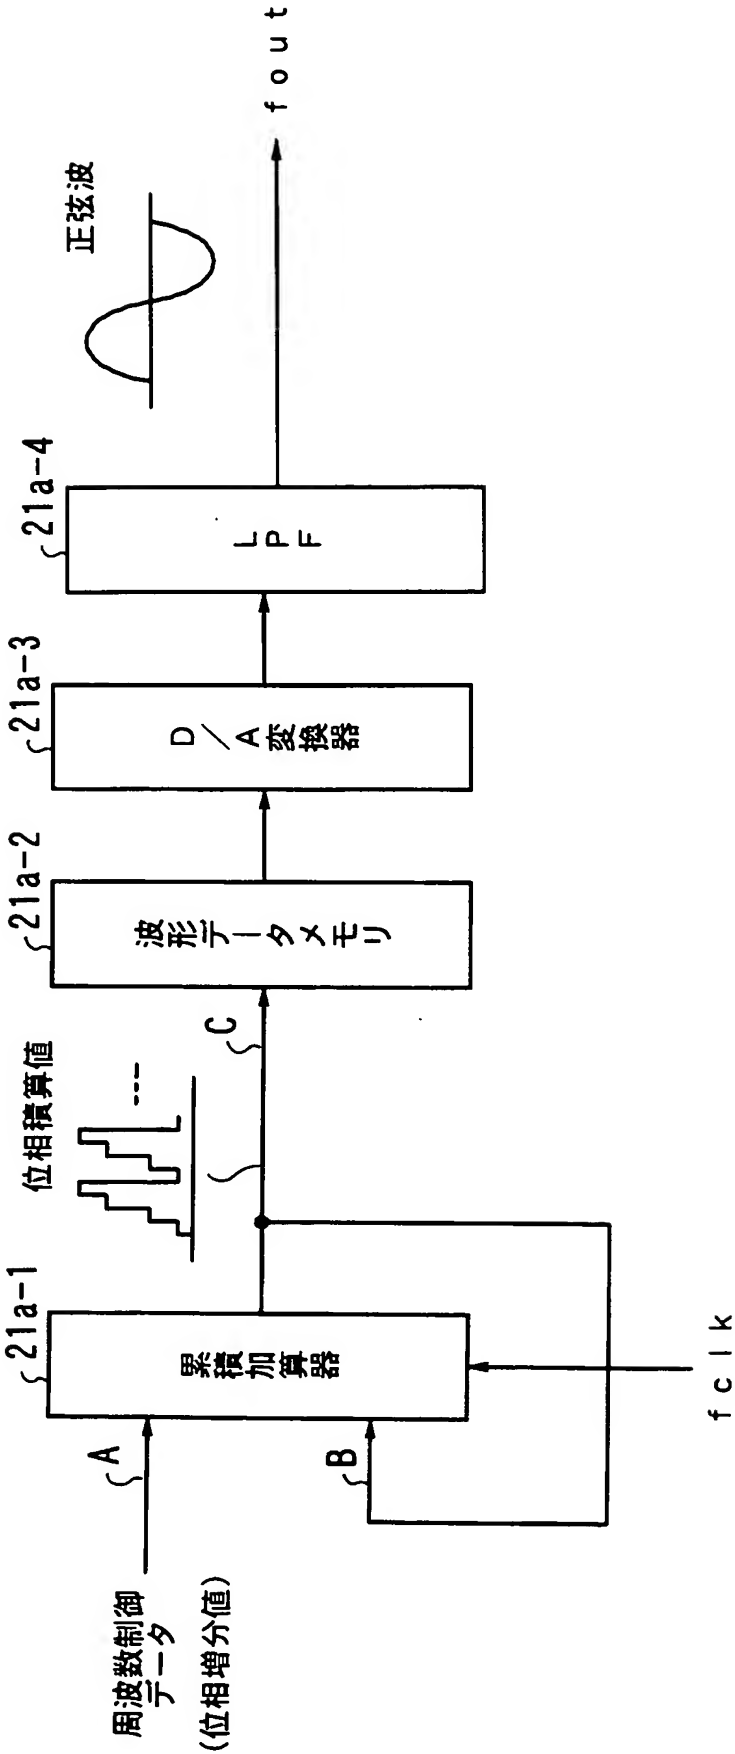 周波数制御
データ
(位相増分値)
A
B
21a-1
累積加算器
fclk
位相積算値
C
21a-2
波形データメモリ
21a-3
D/A変換器
21a-4
LPF
正弦波
fout